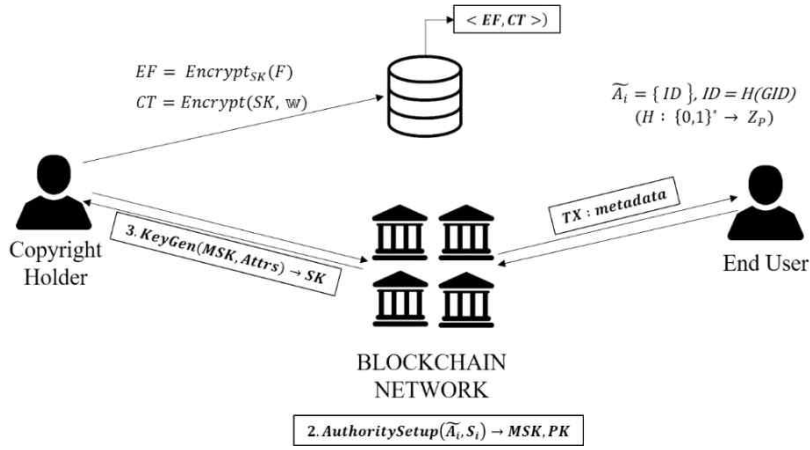 < EF, CT >)
EF = Encrypt_SK(F)
CT = Encrypt(SK, 𝕨)
Ã_i = { ID }, ID = H(GID)
(H : {0,1}* → Z_P)
TX : metadata
3. KeyGen(MSK, Attrs) → SK
Copyright
Holder
End User
BLOCKCHAIN
NETWORK
2. AuthoritySetup(Ã_i, S_i) → MSK, PK